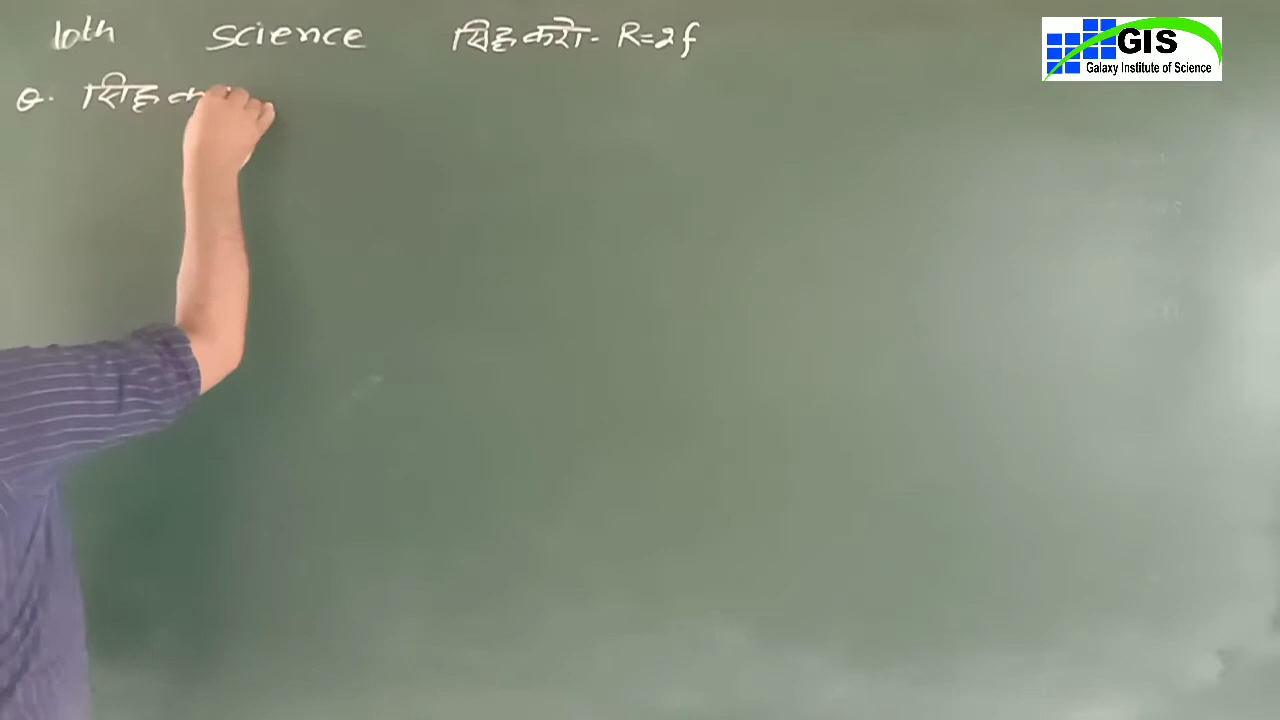 10th Science सिद्ध करो- R=2f
Q. सिद्ध क
GIS
Galaxy Institute of Science